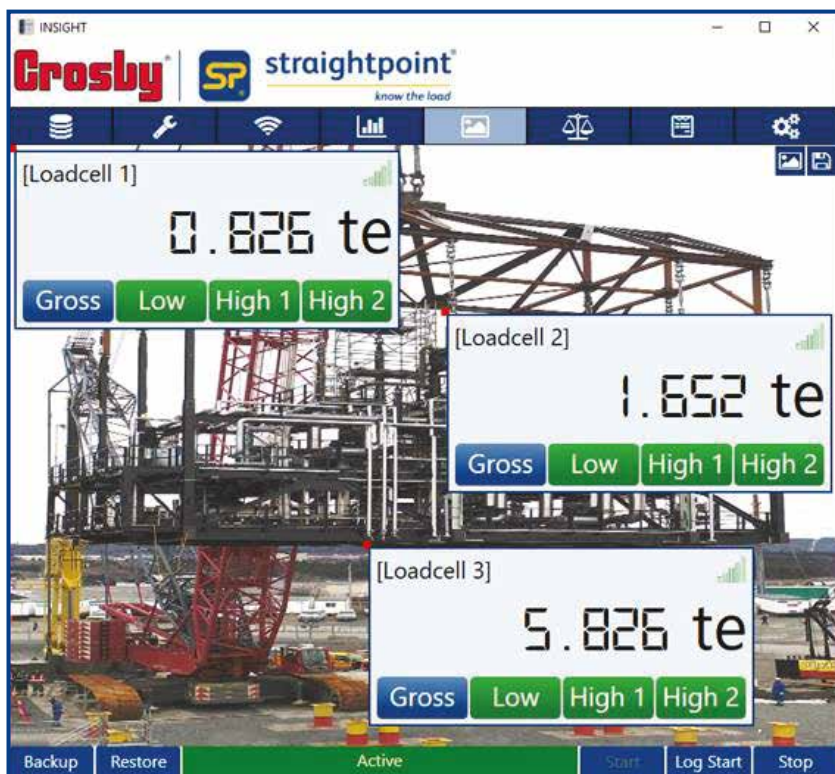 INSIGHT
Crosby SP straightpoint
know the load
[Loadcell 1]
0.826 te
Gross Low High 1 High 2
[Loadcell 2]
1.652 te
Gross Low High 1 High 2
[Loadcell 3]
5.826 te
Gross Low High 1 High 2
Backup Restore Active Start Log Start Stop